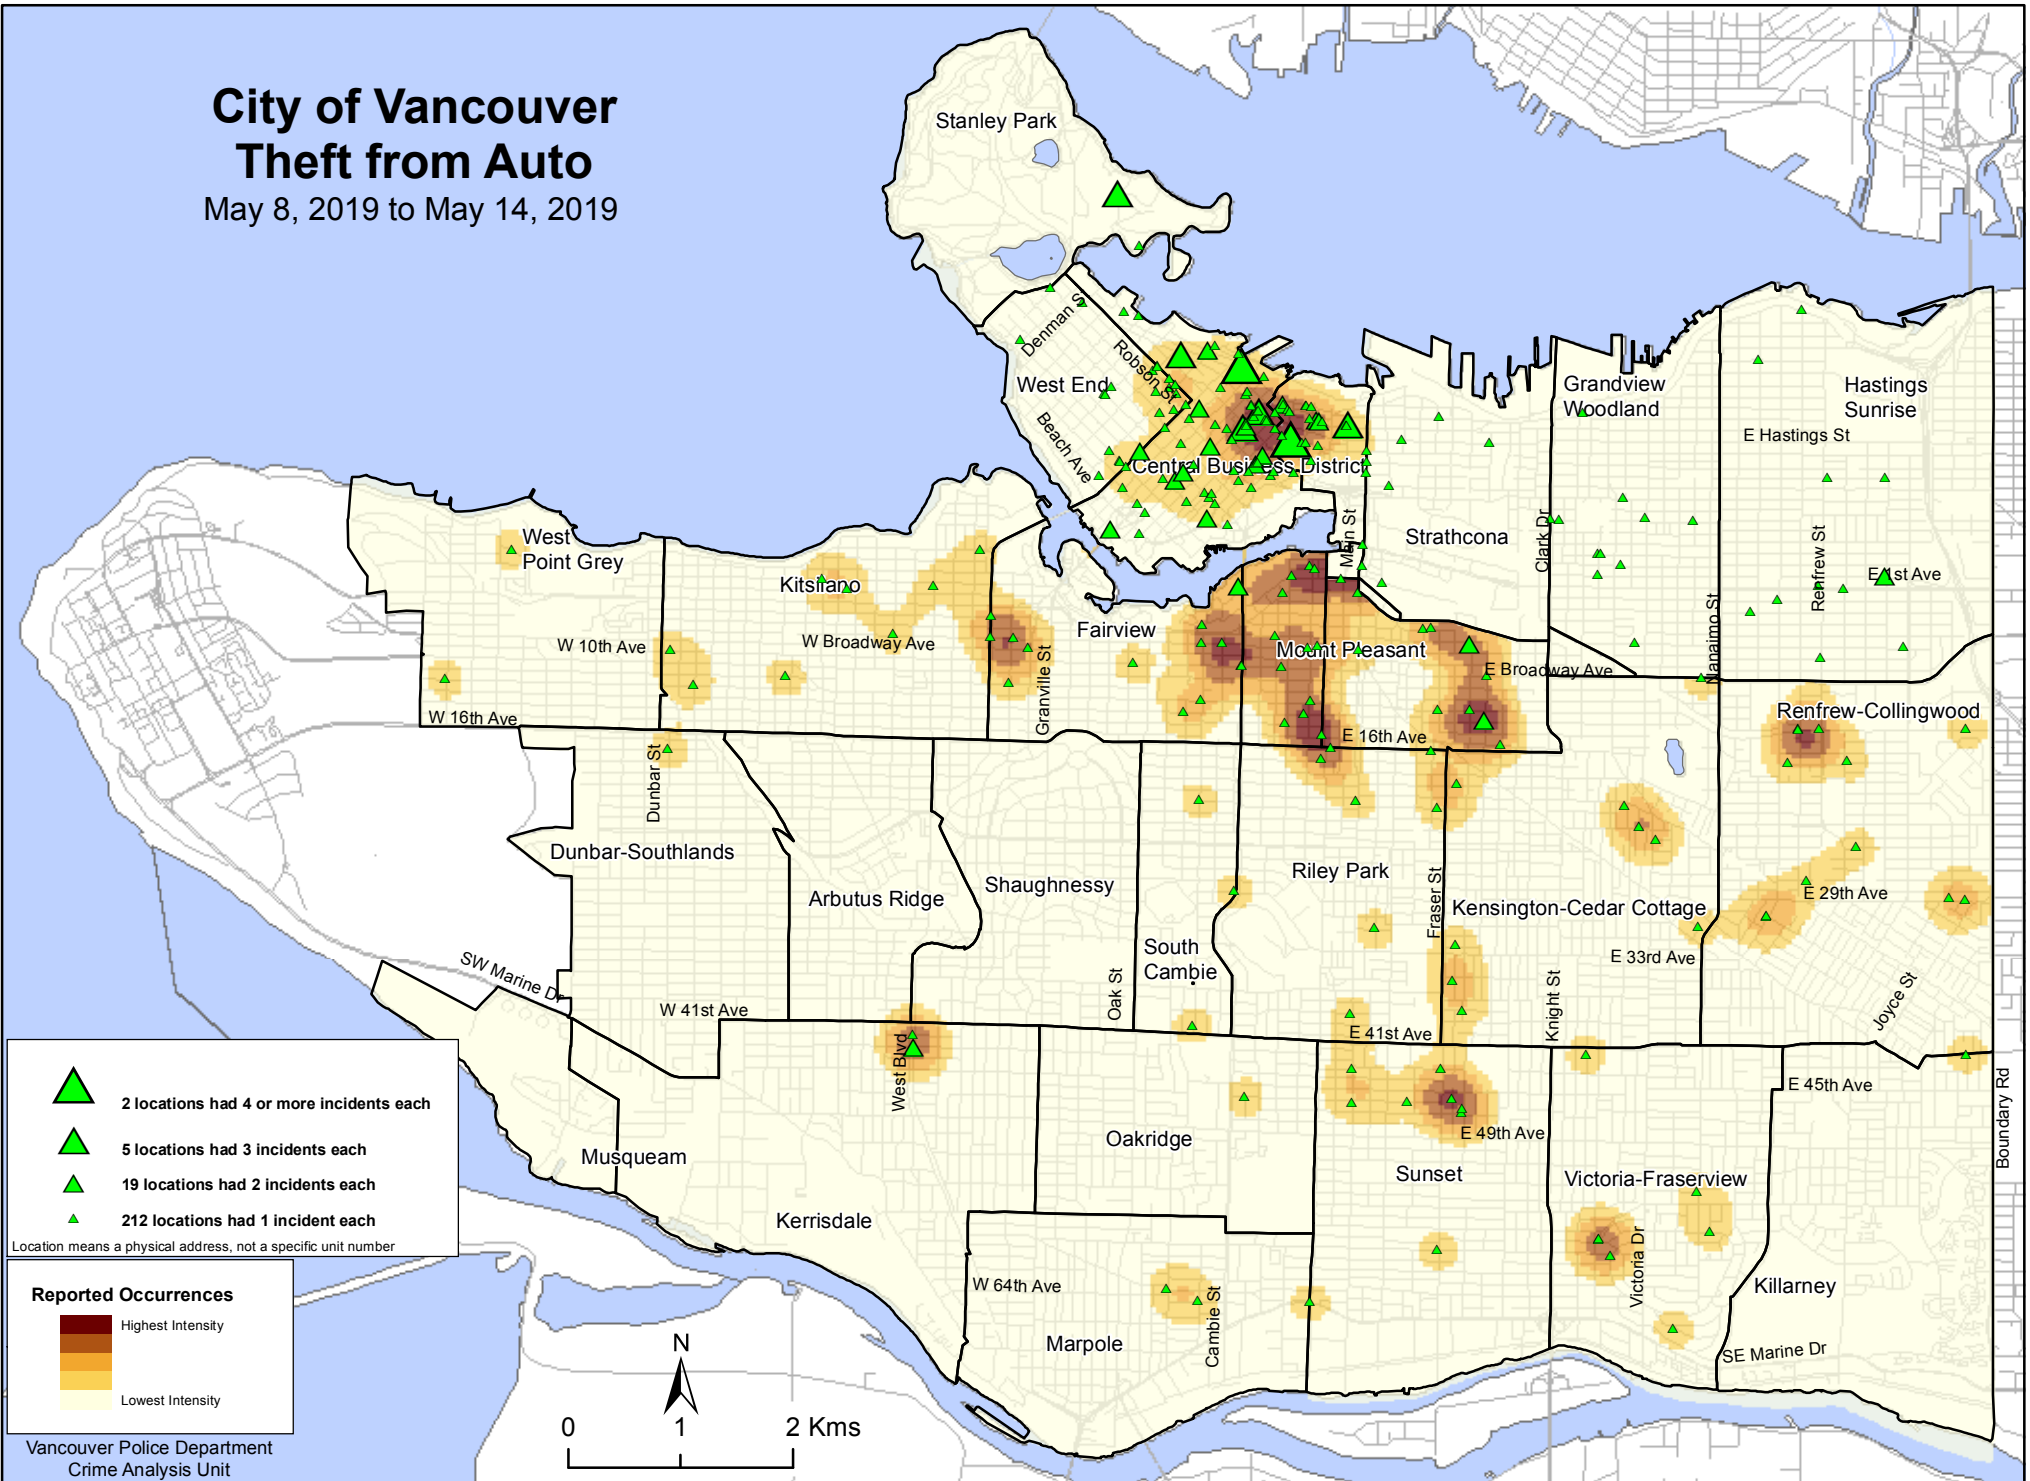 City of Vancouver
Theft from Auto
May 8, 2019 to May 14, 2019
Stanley Park
Denman St
Robson St
West End
Beach Ave
Central Business District
Grandview
Woodland
Hastings
Sunrise
E Hastings St
West
Point Grey
Kitsilano
Fairview
Main St
Strathcona
Clark Dr
Renfrew St
E 1st Ave
W 10th Ave
W Broadway Ave
Granville St
Mount Pleasant
E Broadway Ave
Nanaimo St
W 16th Ave
E 16th Ave
Renfrew-Collingwood
Dunbar St
Dunbar-Southlands
Arbutus Ridge
Shaughnessy
Riley Park
Fraser St
Kensington-Cedar Cottage
E 29th Ave
South
Cambie
E 33rd Ave
SW Marine Dr
W 41st Ave
Oak St
E 41st Ave
Knight St
Joyce St
West Blvd
E 45th Ave
Boundary Rd
Musqueam
Oakridge
E 49th Ave
Sunset
Victoria-Fraserview
Kerrisdale
W 64th Ave
Cambie St
Marpole
Victoria Dr
Killarney
SE Marine Dr
2 locations had 4 or more incidents each
5 locations had 3 incidents each
19 locations had 2 incidents each
212 locations had 1 incident each
Location means a physical address, not a specific unit number
Reported Occurrences
Highest Intensity
Lowest Intensity
Vancouver Police Department
Crime Analysis Unit
N
0 1 2 Kms